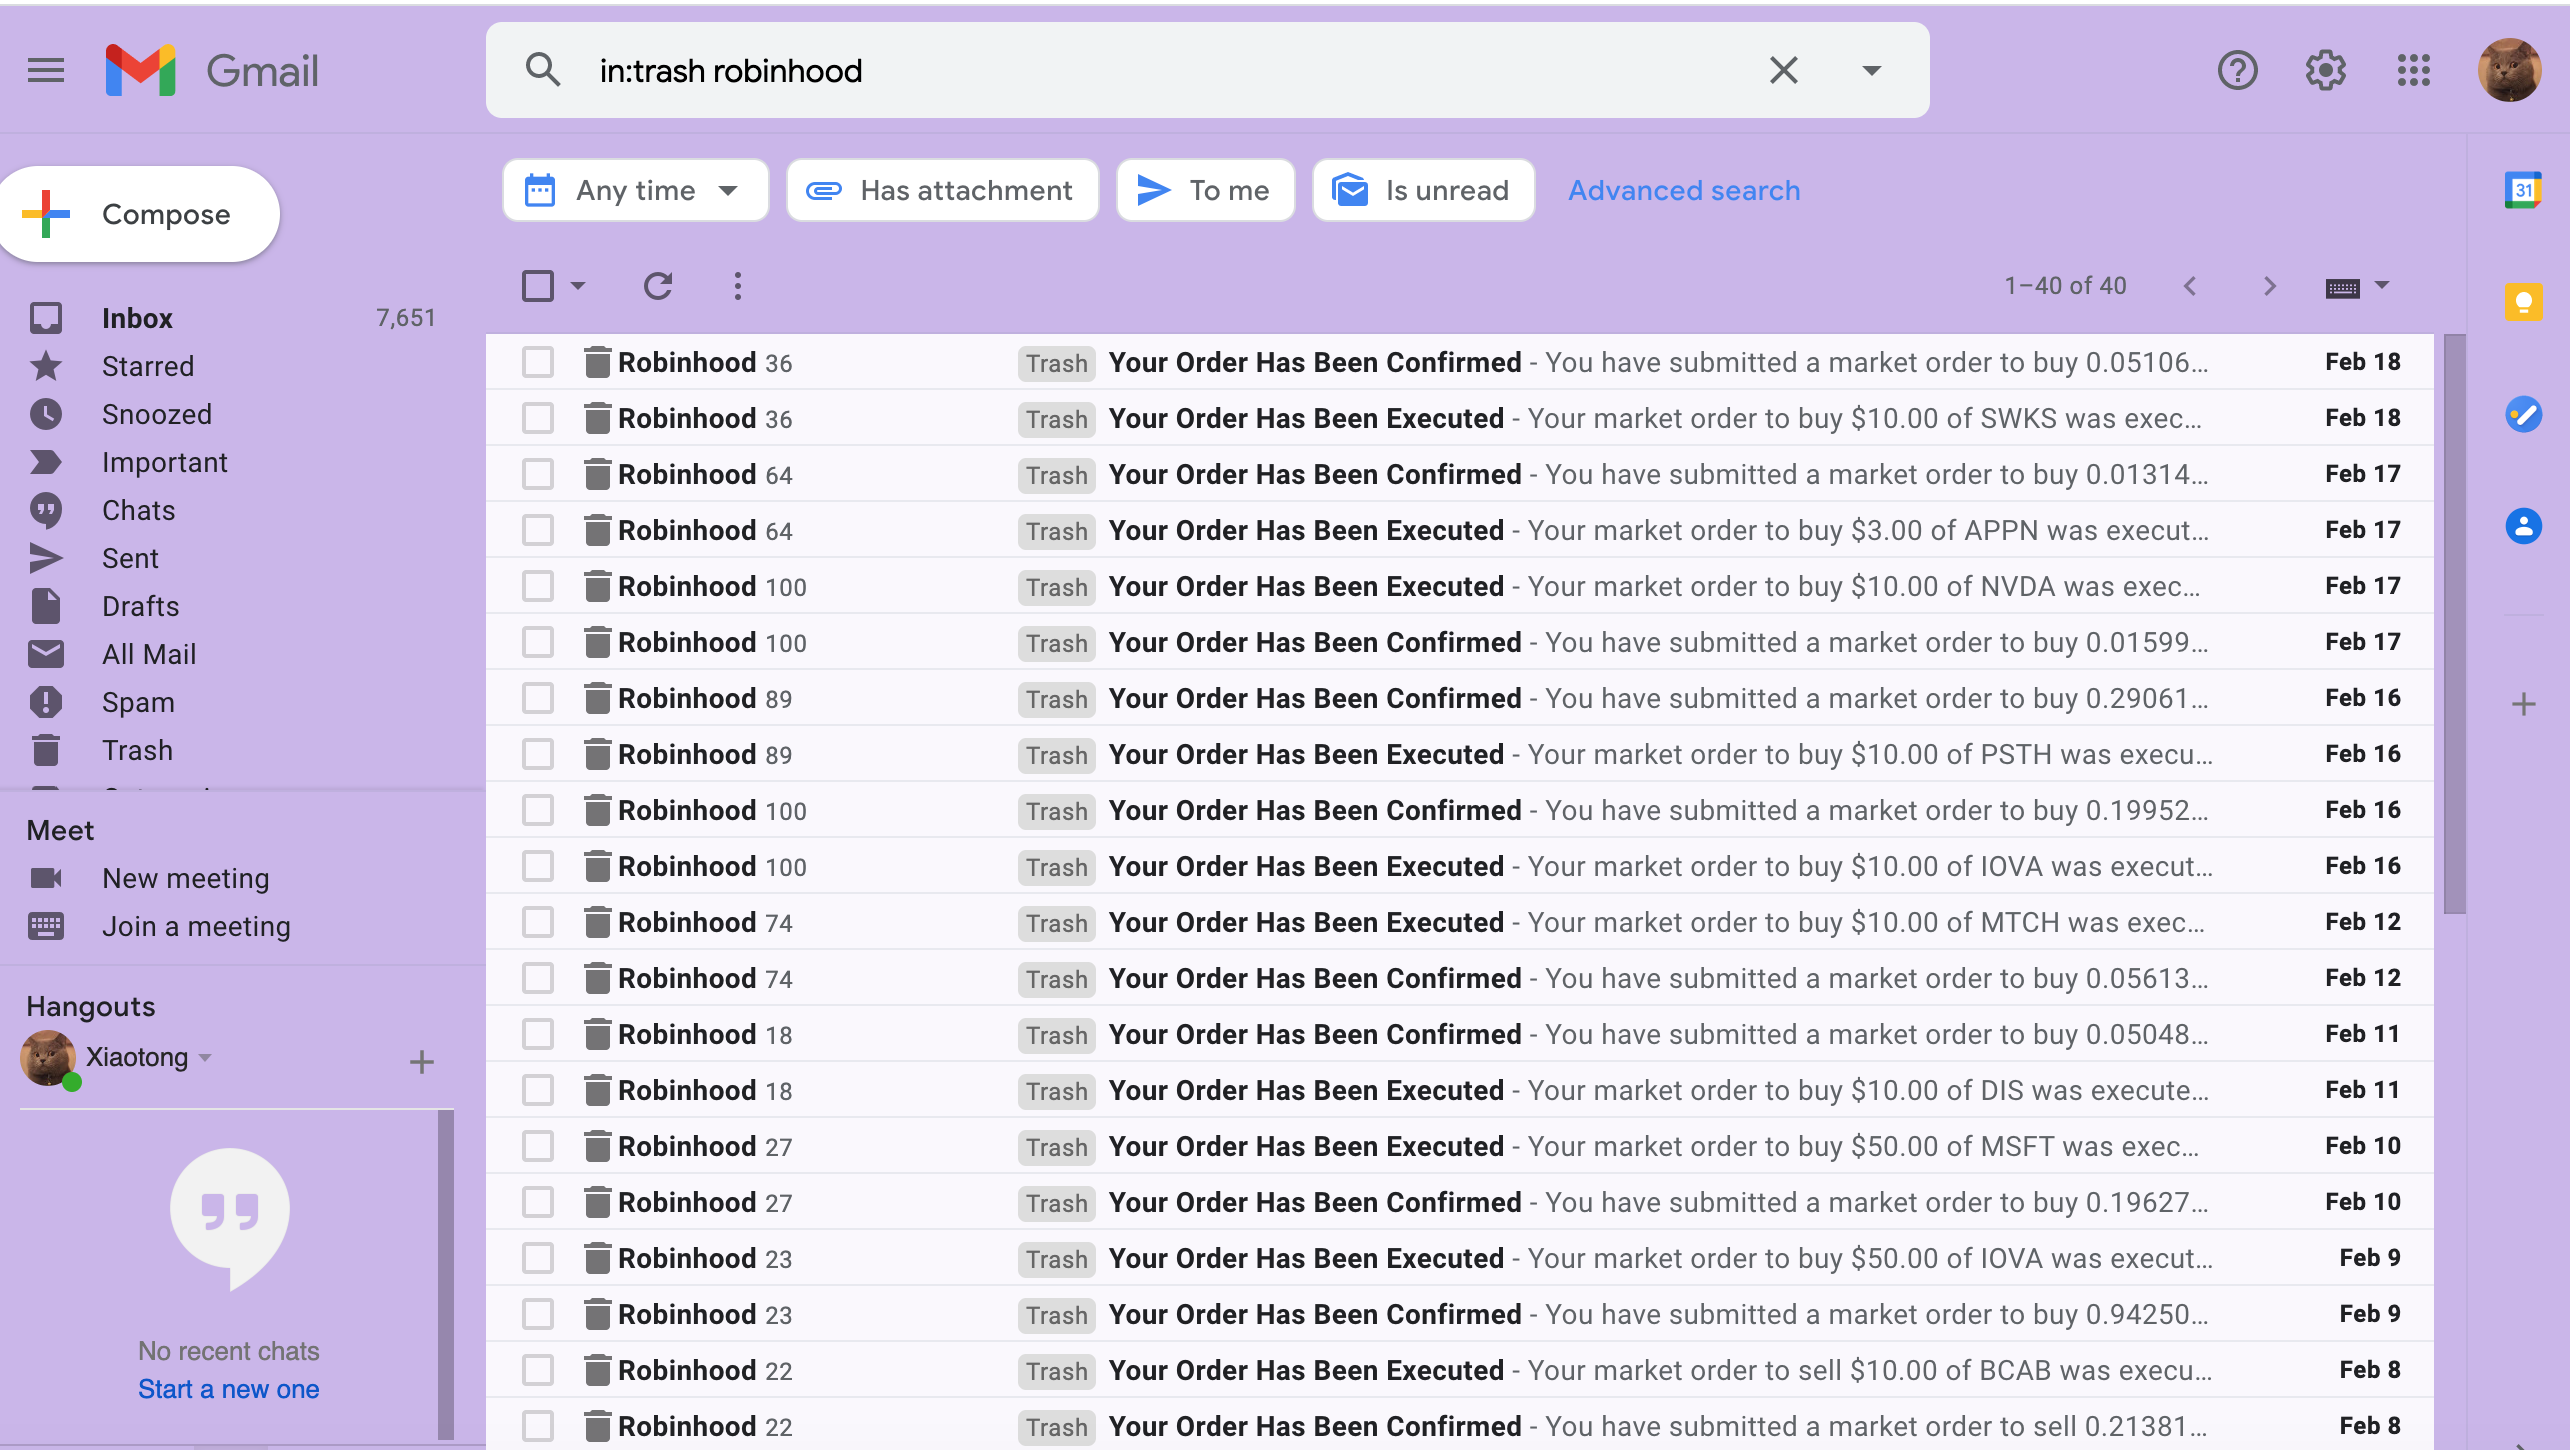 Gmail
in:trash robinhood
Compose
Any time
Has attachment
To me
Is unread
Advanced search
1–40 of 40
31
Inbox 7,651
Starred
Snoozed
Important
Chats
Sent
Drafts
All Mail
Spam
Trash
Meet
New meeting
Join a meeting
Hangouts
Xiaotong
No recent chats
Start a new one
Robinhood 36 Trash Your Order Has Been Confirmed - You have submitted a market order to buy 0.05106... Feb 18
Robinhood 36 Trash Your Order Has Been Executed - Your market order to buy $10.00 of SWKS was exec... Feb 18
Robinhood 64 Trash Your Order Has Been Confirmed - You have submitted a market order to buy 0.01314... Feb 17
Robinhood 64 Trash Your Order Has Been Executed - Your market order to buy $3.00 of APPN was execut... Feb 17
Robinhood 100 Trash Your Order Has Been Executed - Your market order to buy $10.00 of NVDA was exec... Feb 17
Robinhood 100 Trash Your Order Has Been Confirmed - You have submitted a market order to buy 0.01599... Feb 17
Robinhood 89 Trash Your Order Has Been Confirmed - You have submitted a market order to buy 0.29061... Feb 16
Robinhood 89 Trash Your Order Has Been Executed - Your market order to buy $10.00 of PSTH was execu... Feb 16
Robinhood 100 Trash Your Order Has Been Confirmed - You have submitted a market order to buy 0.19952... Feb 16
Robinhood 100 Trash Your Order Has Been Executed - Your market order to buy $10.00 of IOVA was execut... Feb 16
Robinhood 74 Trash Your Order Has Been Executed - Your market order to buy $10.00 of MTCH was exec... Feb 12
Robinhood 74 Trash Your Order Has Been Confirmed - You have submitted a market order to buy 0.05613... Feb 12
Robinhood 18 Trash Your Order Has Been Confirmed - You have submitted a market order to buy 0.05048... Feb 11
Robinhood 18 Trash Your Order Has Been Executed - Your market order to buy $10.00 of DIS was execute... Feb 11
Robinhood 27 Trash Your Order Has Been Executed - Your market order to buy $50.00 of MSFT was exec... Feb 10
Robinhood 27 Trash Your Order Has Been Confirmed - You have submitted a market order to buy 0.19627... Feb 10
Robinhood 23 Trash Your Order Has Been Executed - Your market order to buy $50.00 of IOVA was execut... Feb 9
Robinhood 23 Trash Your Order Has Been Confirmed - You have submitted a market order to buy 0.94250... Feb 9
Robinhood 22 Trash Your Order Has Been Executed - Your market order to sell $10.00 of BCAB was execu... Feb 8
Robinhood 22 Trash Your Order Has Been Confirmed - You have submitted a market order to sell 0.21381... Feb 8